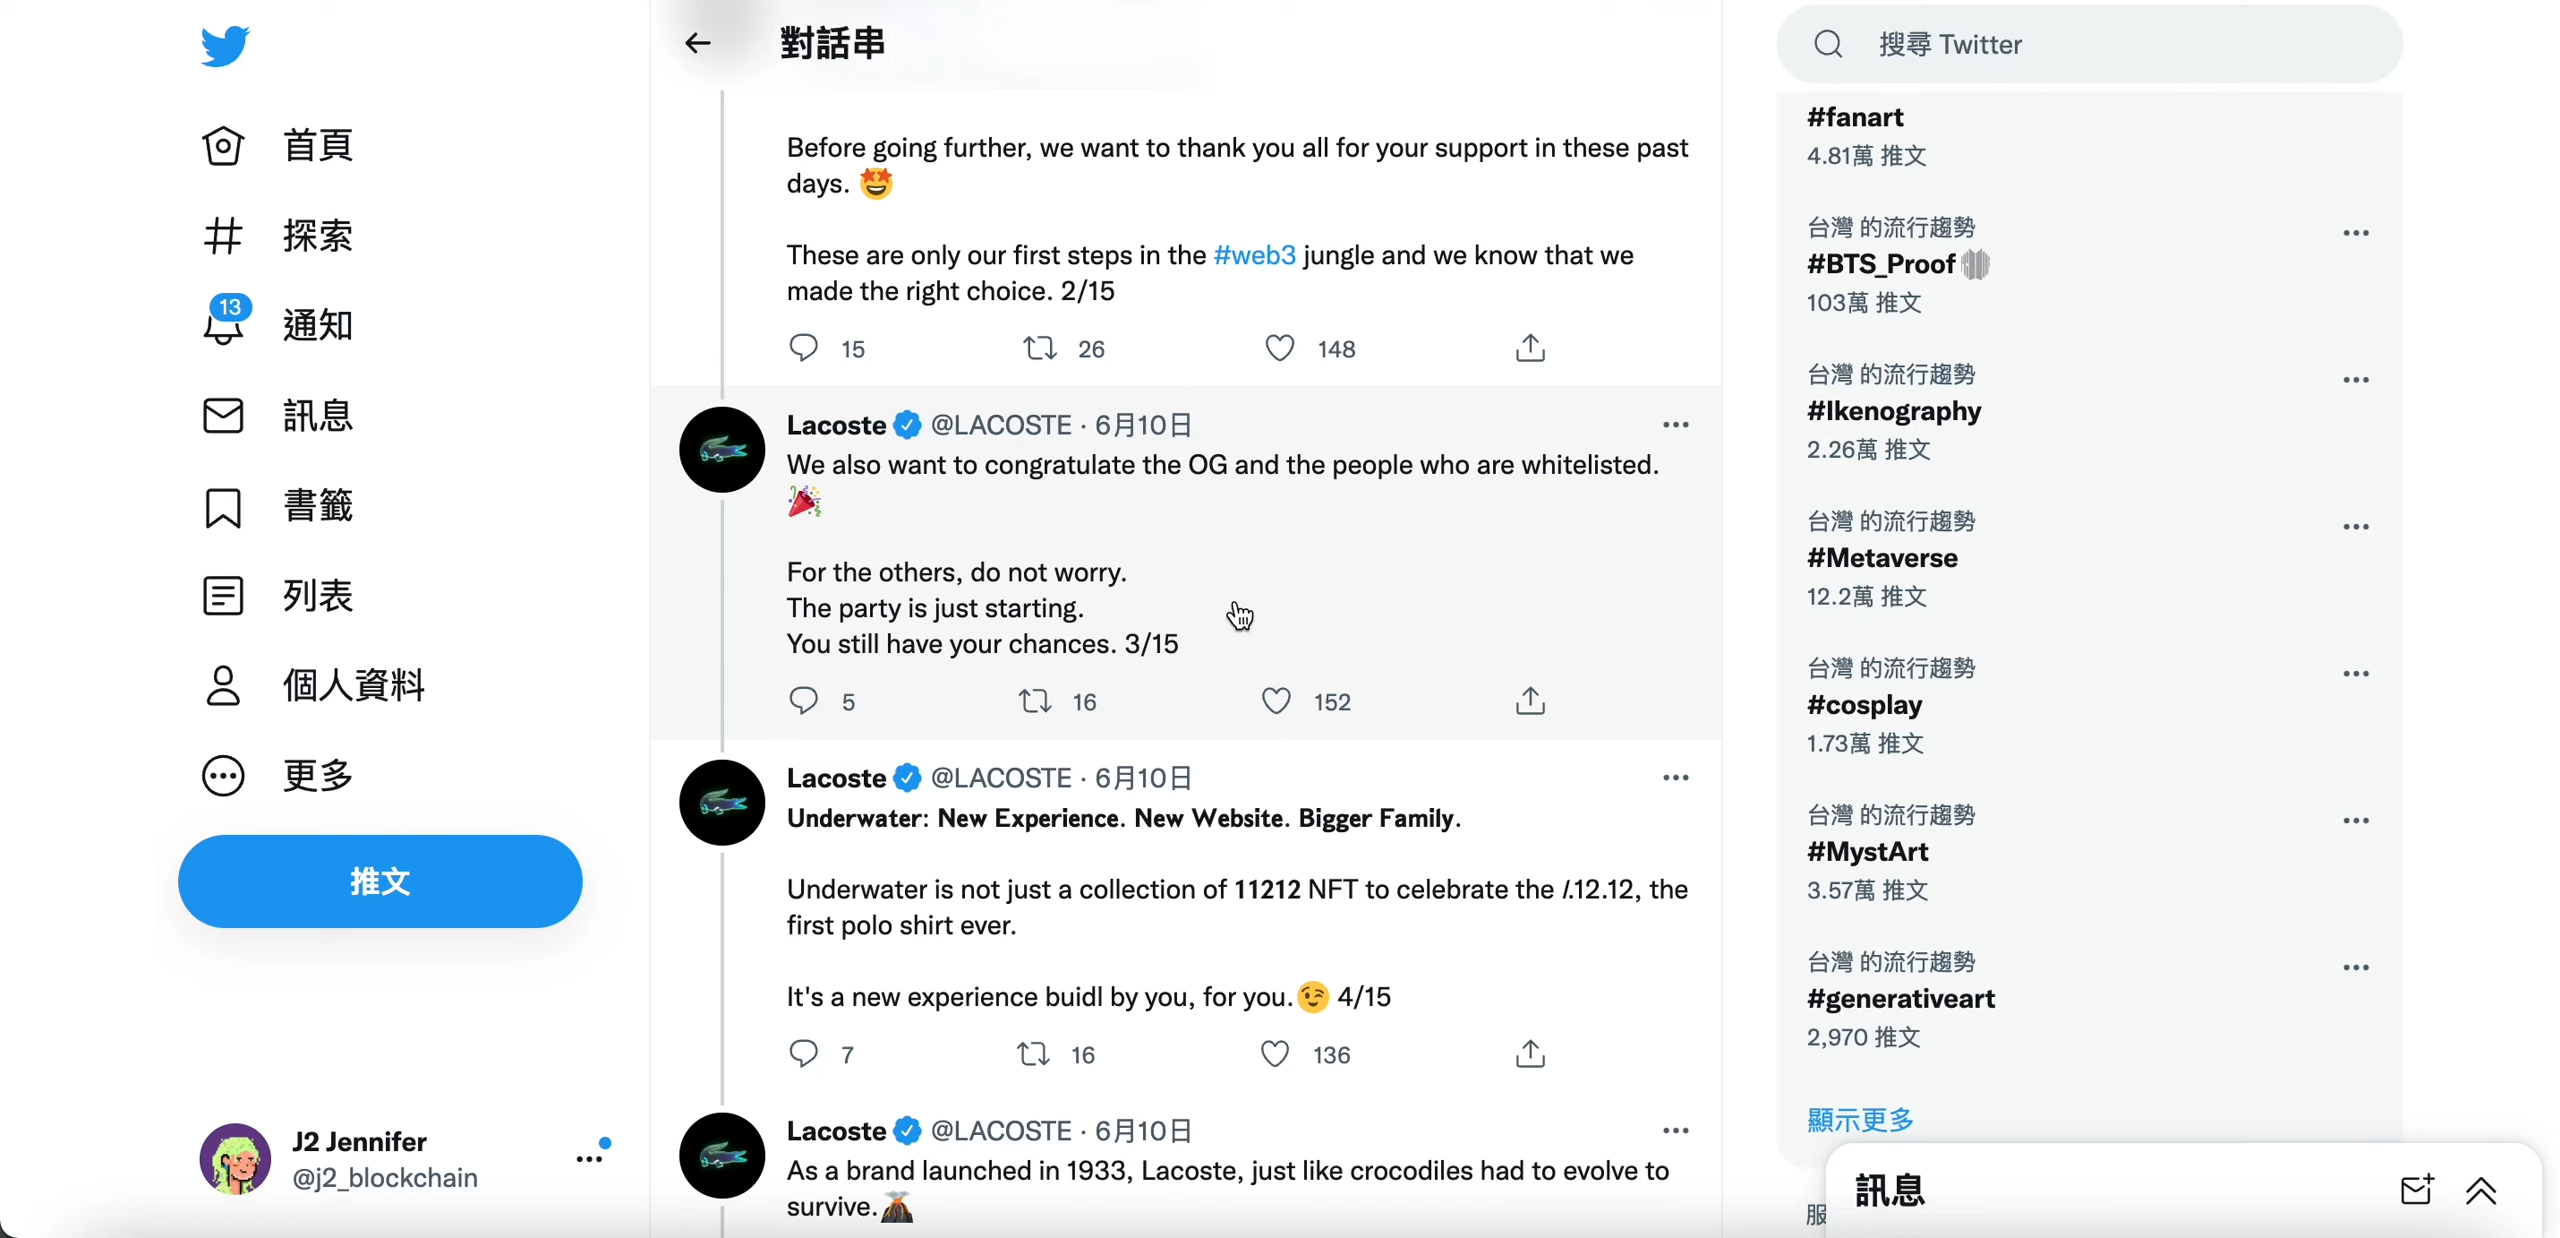 首頁
探索
13
通知
訊息
書籤
列表
個人資料
更多
推文
J2 Jennifer
@j2_blockchain
對話串
Before going further, we want to thank you all for your support in these past
days. 🤩
These are only our first steps in the #web3 jungle and we know that we
made the right choice. 2/15
15 26 148
Lacoste @LACOSTE · 6月10日
We also want to congratulate the OG and the people who are whitelisted.
🎉
For the others, do not worry.
The party is just starting.
You still have your chances. 3/15
5 16 152
Lacoste @LACOSTE · 6月10日
Underwater: New Experience. New Website. Bigger Family.
Underwater is not just a collection of 11212 NFT to celebrate the l.12.12, the
first polo shirt ever.
It's a new experience buidl by you, for you.😉 4/15
7 16 136
Lacoste @LACOSTE · 6月10日
As a brand launched in 1933, Lacoste, just like crocodiles had to evolve to
survive.🌋
搜尋 Twitter
#fanart
4.81萬 推文
台灣 的流行趨勢
#BTS_Proof
103萬 推文
台灣 的流行趨勢
#Ikenography
2.26萬 推文
台灣 的流行趨勢
#Metaverse
12.2萬 推文
台灣 的流行趨勢
#cosplay
1.73萬 推文
台灣 的流行趨勢
#MystArt
3.57萬 推文
台灣 的流行趨勢
#generativeart
2,970 推文
顯示更多
服
訊息